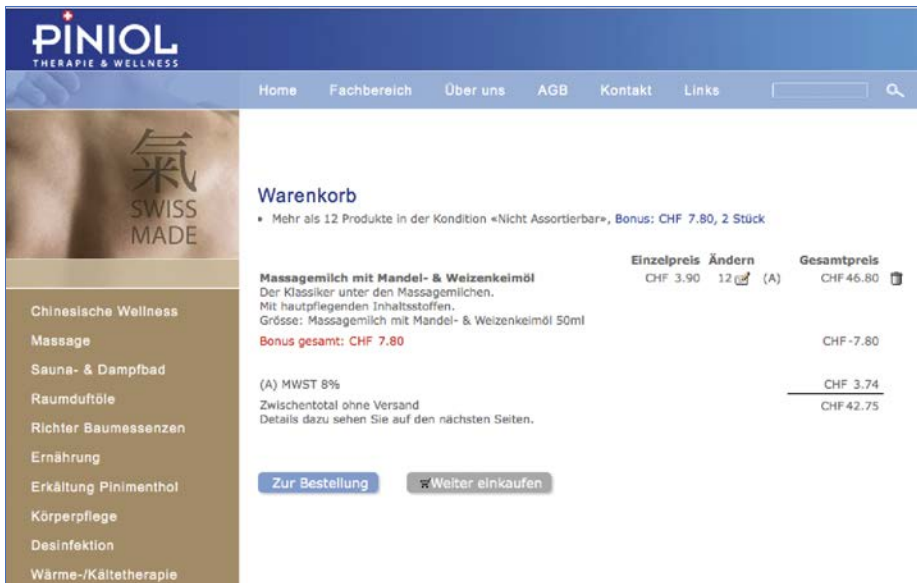 PINIOL
THERAPIE & WELLNESS
Home Fachbereich Über uns AGB Kontakt Links
氣
SWISS
MADE
Warenkorb
• Mehr als 12 Produkte in der Kondition «Nicht Assortierbar», Bonus: CHF 7.80, 2 Stück
Einzelpreis Ändern Gesamtpreis
Massagemilch mit Mandel- & Weizenkeimöl CHF 3.90 12 (A) CHF 46.80
Der Klassiker unter den Massagemilchen.
Mit hautpflegenden Inhaltsstoffen.
Grösse: Massagemilch mit Mandel- & Weizenkeimöl 50ml
Bonus gesamt: CHF 7.80 CHF -7.80
(A) MWST 8% CHF 3.74
Zwischentotal ohne Versand CHF 42.75
Details dazu sehen Sie auf den nächsten Seiten.
Zur Bestellung Weiter einkaufen
Chinesische Wellness
Massage
Sauna- & Dampfbad
Raumduftöle
Richter Baumessenzen
Ernährung
Erkältung Pinimenthol
Körperpflege
Desinfektion
Wärme-/Kältetherapie